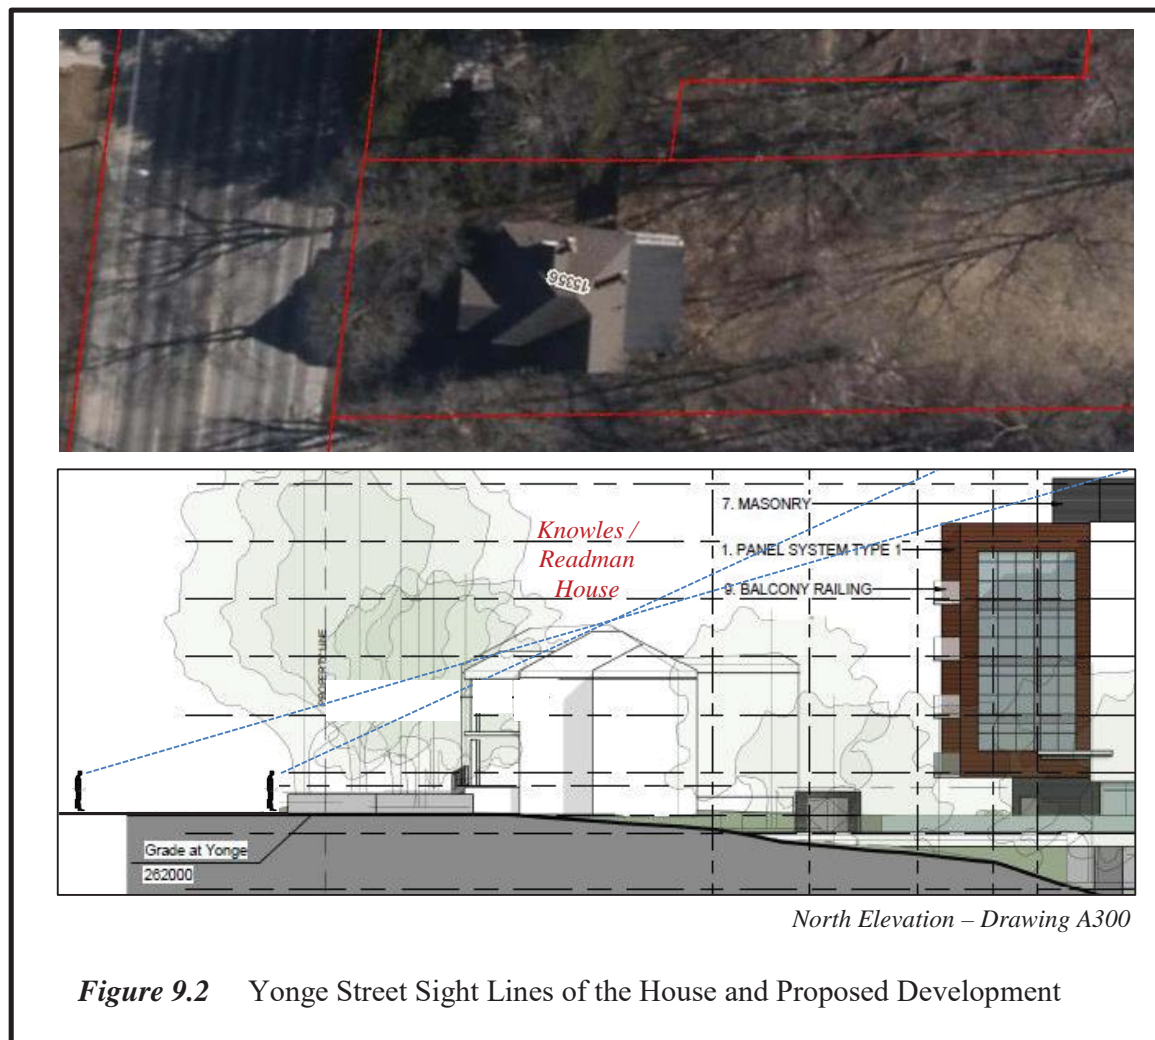 15356
Knowles /
Readman
House
7. MASONRY
1. PANEL SYSTEM TYPE 1
9. BALCONY RAILING
PROPERTY LINE
Grade at Yonge
262000
North Elevation – Drawing A300
Figure 9.2 Yonge Street Sight Lines of the House and Proposed Development